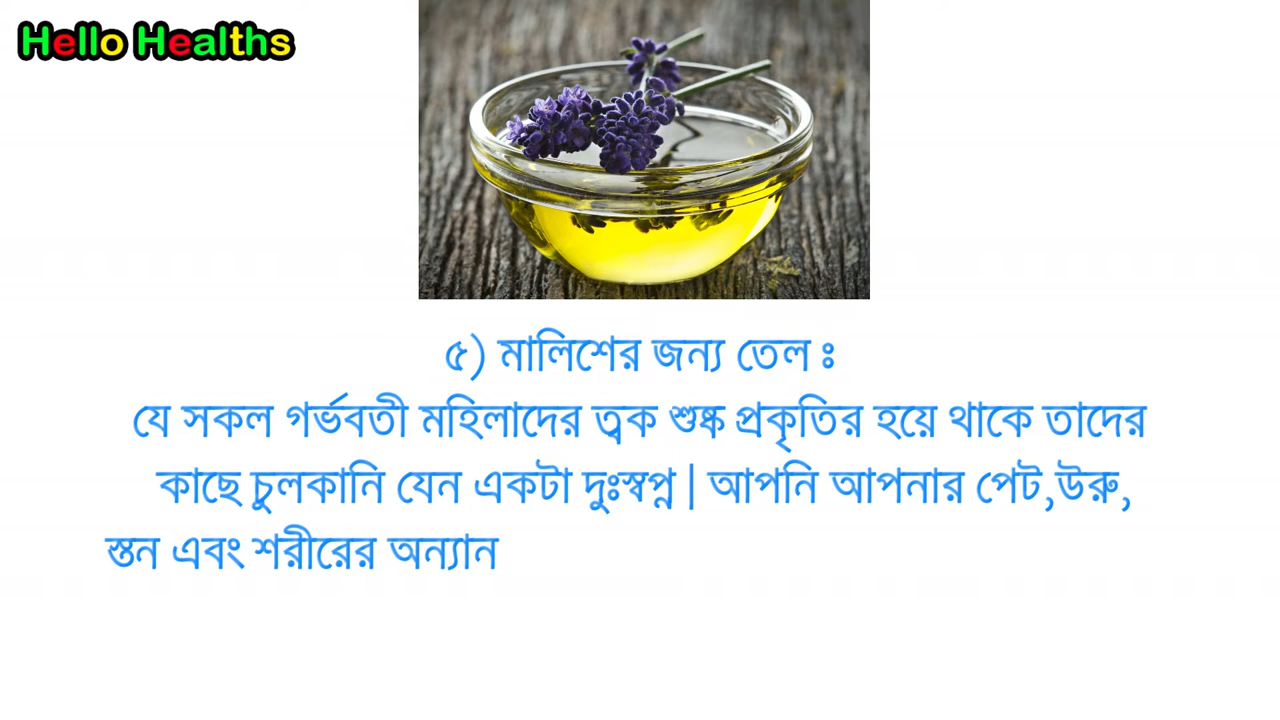 Hello Healths
৫) মালিশের জন্য তেল ঃ
যে সকল গর্ভবতী মহিলাদের ত্বক শুষ্ক প্রকৃতির হয়ে থাকে তাদের
কাছে চুলকানি যেন একটা দুঃস্বপ্ন | আপনি আপনার পেট,উরু,
স্তন এবং শরীরের অন্যান